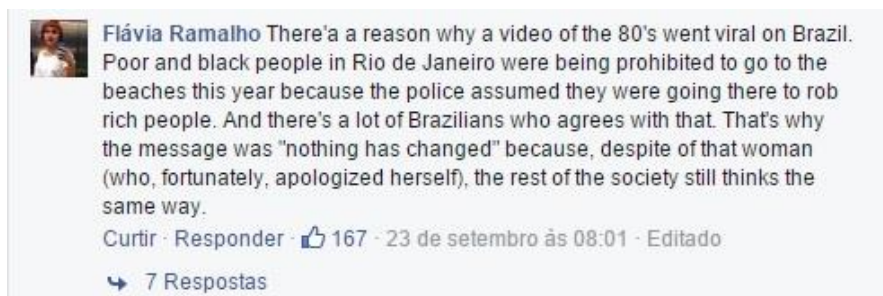 Flávia Ramalho There'a a reason why a video of the 80's went viral on Brazil.
Poor and black people in Rio de Janeiro were being prohibited to go to the
beaches this year because the police assumed they were going there to rob
rich people. And there's a lot of Brazilians who agrees with that. That's why
the message was "nothing has changed" because, despite of that woman
(who, fortunately, apologized herself), the rest of the society still thinks the
same way.
Curtir · Responder · 167 · 23 de setembro ás 08:01 · Editado
7 Respostas